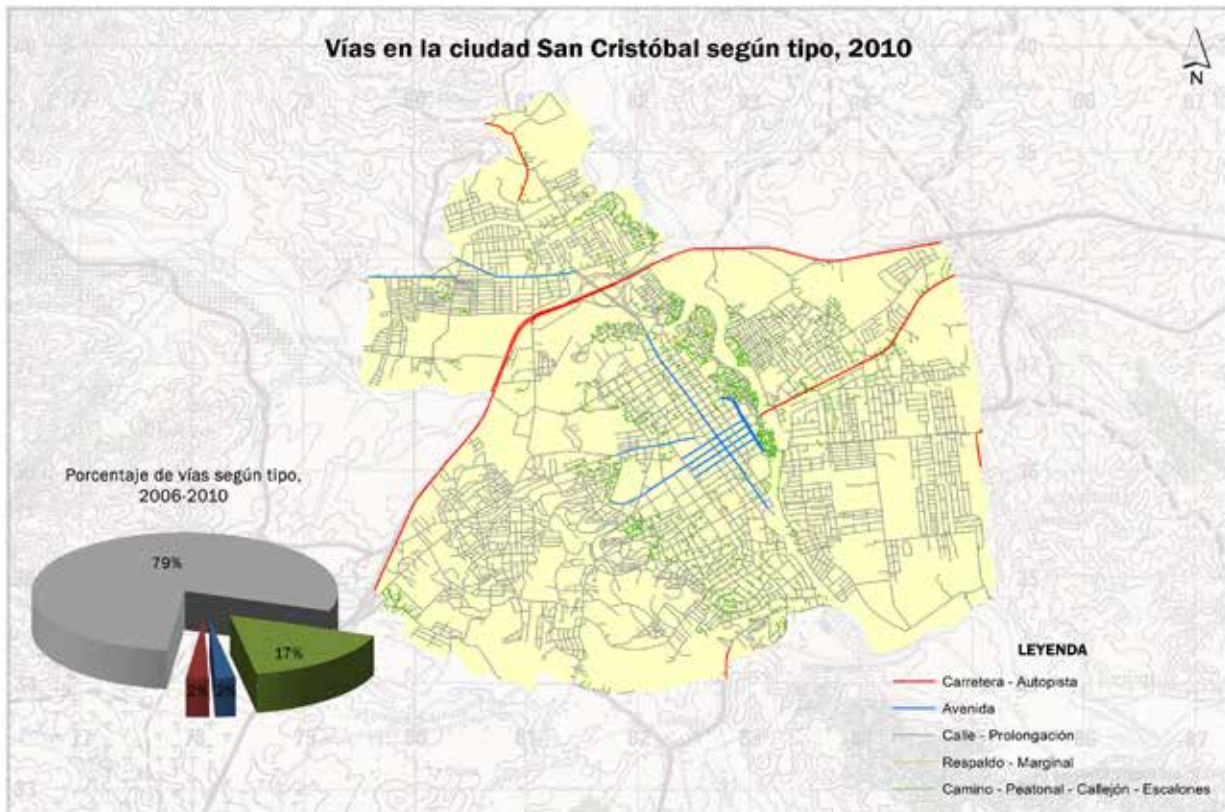 Vías en la ciudad San Cristóbal según tipo, 2010
N
Porcentaje de vías según tipo,
2006-2010
79%
17%
2%
2%
LEYENDA
Carretera - Autopista
Avenida
Calle - Prolongación
Respaldo - Marginal
Camino - Peatonal - Callejón - Escalones